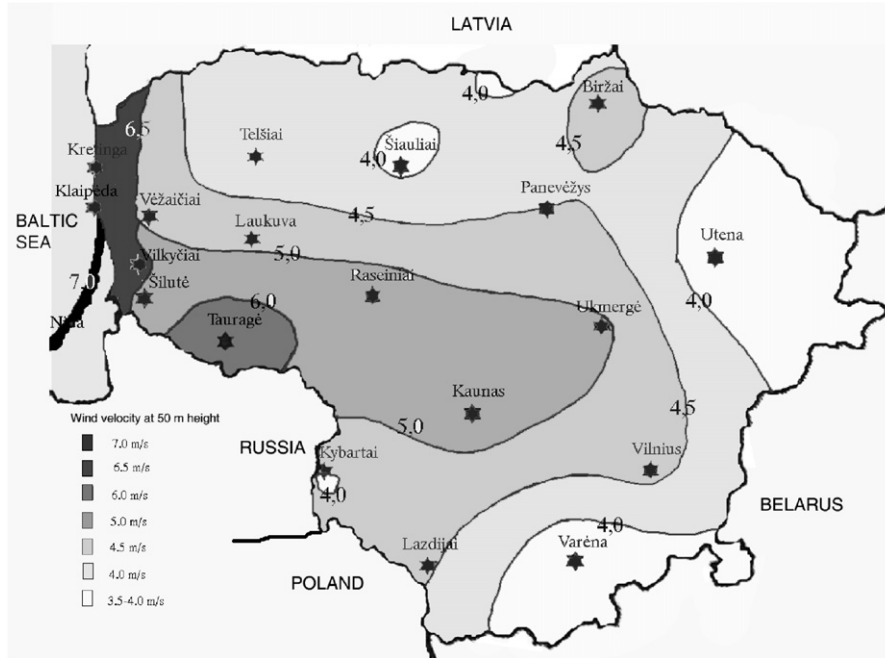 LATVIA
4,0
Biržai
6,5
Telšiai
Šiauliai
4,0
4,5
Kretinga
Klaipėda
Vėžaičiai
Panevėžys
4,5
Laukuva
BALTIC
SEA
5,0
Utena
Vilkyčiai
7,0
Šilutė
Raseiniai
4,0
6,0
Ukmergė
Nida
Tauragė
Kaunas
4,5
5,0
Wind velocity at 50 m height
7.0 m/s
6.5 m/s
6.0 m/s
5.0 m/s
4.5 m/s
4.0 m/s
3.5-4.0 m/s
RUSSIA
Kybartai
4,0
Vilnius
BELARUS
4,0
Lazdijai
Varėna
POLAND